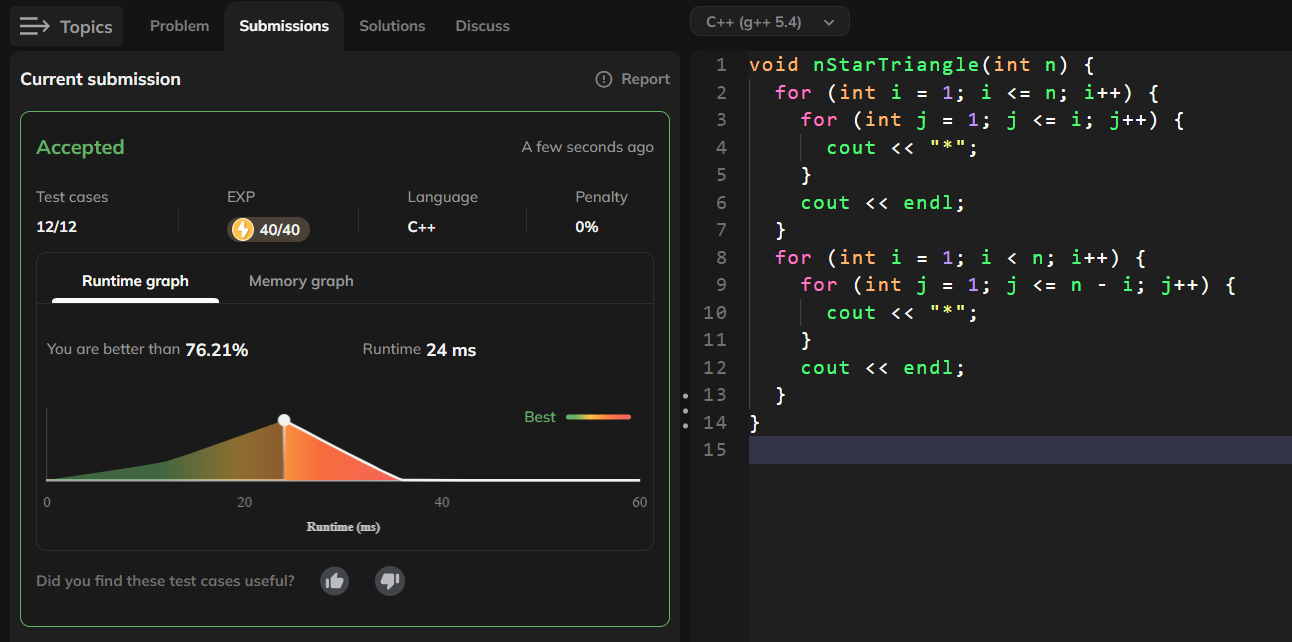 Topics
Problem
Submissions
Solutions
Discuss
C++ (g++ 5.4)
Current submission
Report
Accepted
A few seconds ago
Test cases
EXP
Language
Penalty
12/12
40/40
C++
0%
Runtime graph
Memory graph
You are better than 76.21%
Runtime 24 ms
Best
0
20
40
60
Runtime (ms)
Did you find these test cases useful?
1 void nStarTriangle(int n) {
2   for (int i = 1; i <= n; i++) {
3     for (int j = 1; j <= i; j++) {
4       cout << "*";
5     }
6     cout << endl;
7   }
8   for (int i = 1; i < n; i++) {
9     for (int j = 1; j <= n - i; j++) {
10       cout << "*";
11     }
12     cout << endl;
13   }
14 }
15